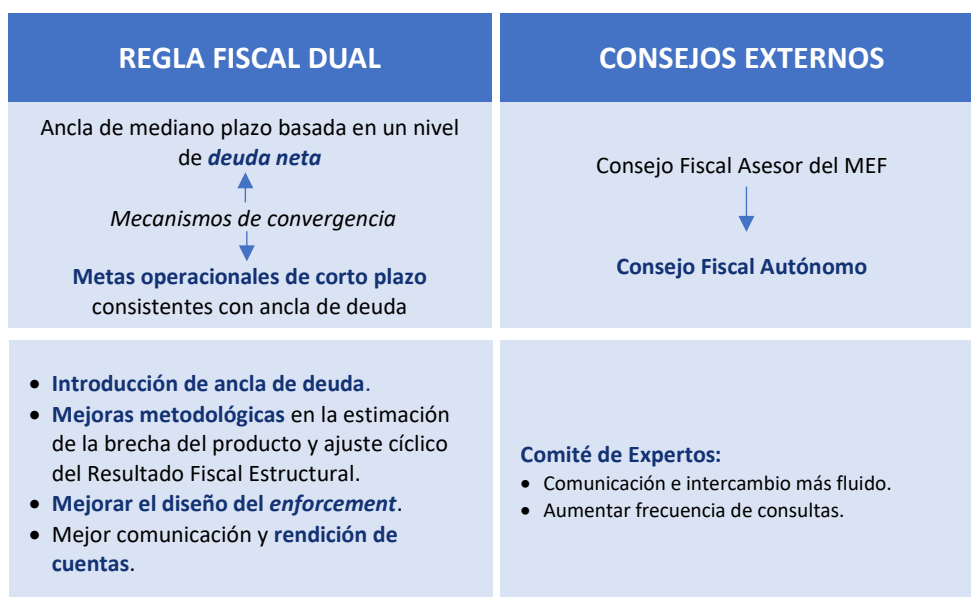 REGLA FISCAL DUAL
Ancla de mediano plazo basada en un nivel
de deuda neta
Mecanismos de convergencia
Metas operacionales de corto plazo
consistentes con ancla de deuda
• Introducción de ancla de deuda.
• Mejoras metodológicas en la estimación
de la brecha del producto y ajuste cíclico
del Resultado Fiscal Estructural.
• Mejorar el diseño del enforcement.
• Mejor comunicación y rendición de
cuentas.
CONSEJOS EXTERNOS
Consejo Fiscal Asesor del MEF
Consejo Fiscal Autónomo
Comité de Expertos:
• Comunicación e intercambio más fluido.
• Aumentar frecuencia de consultas.